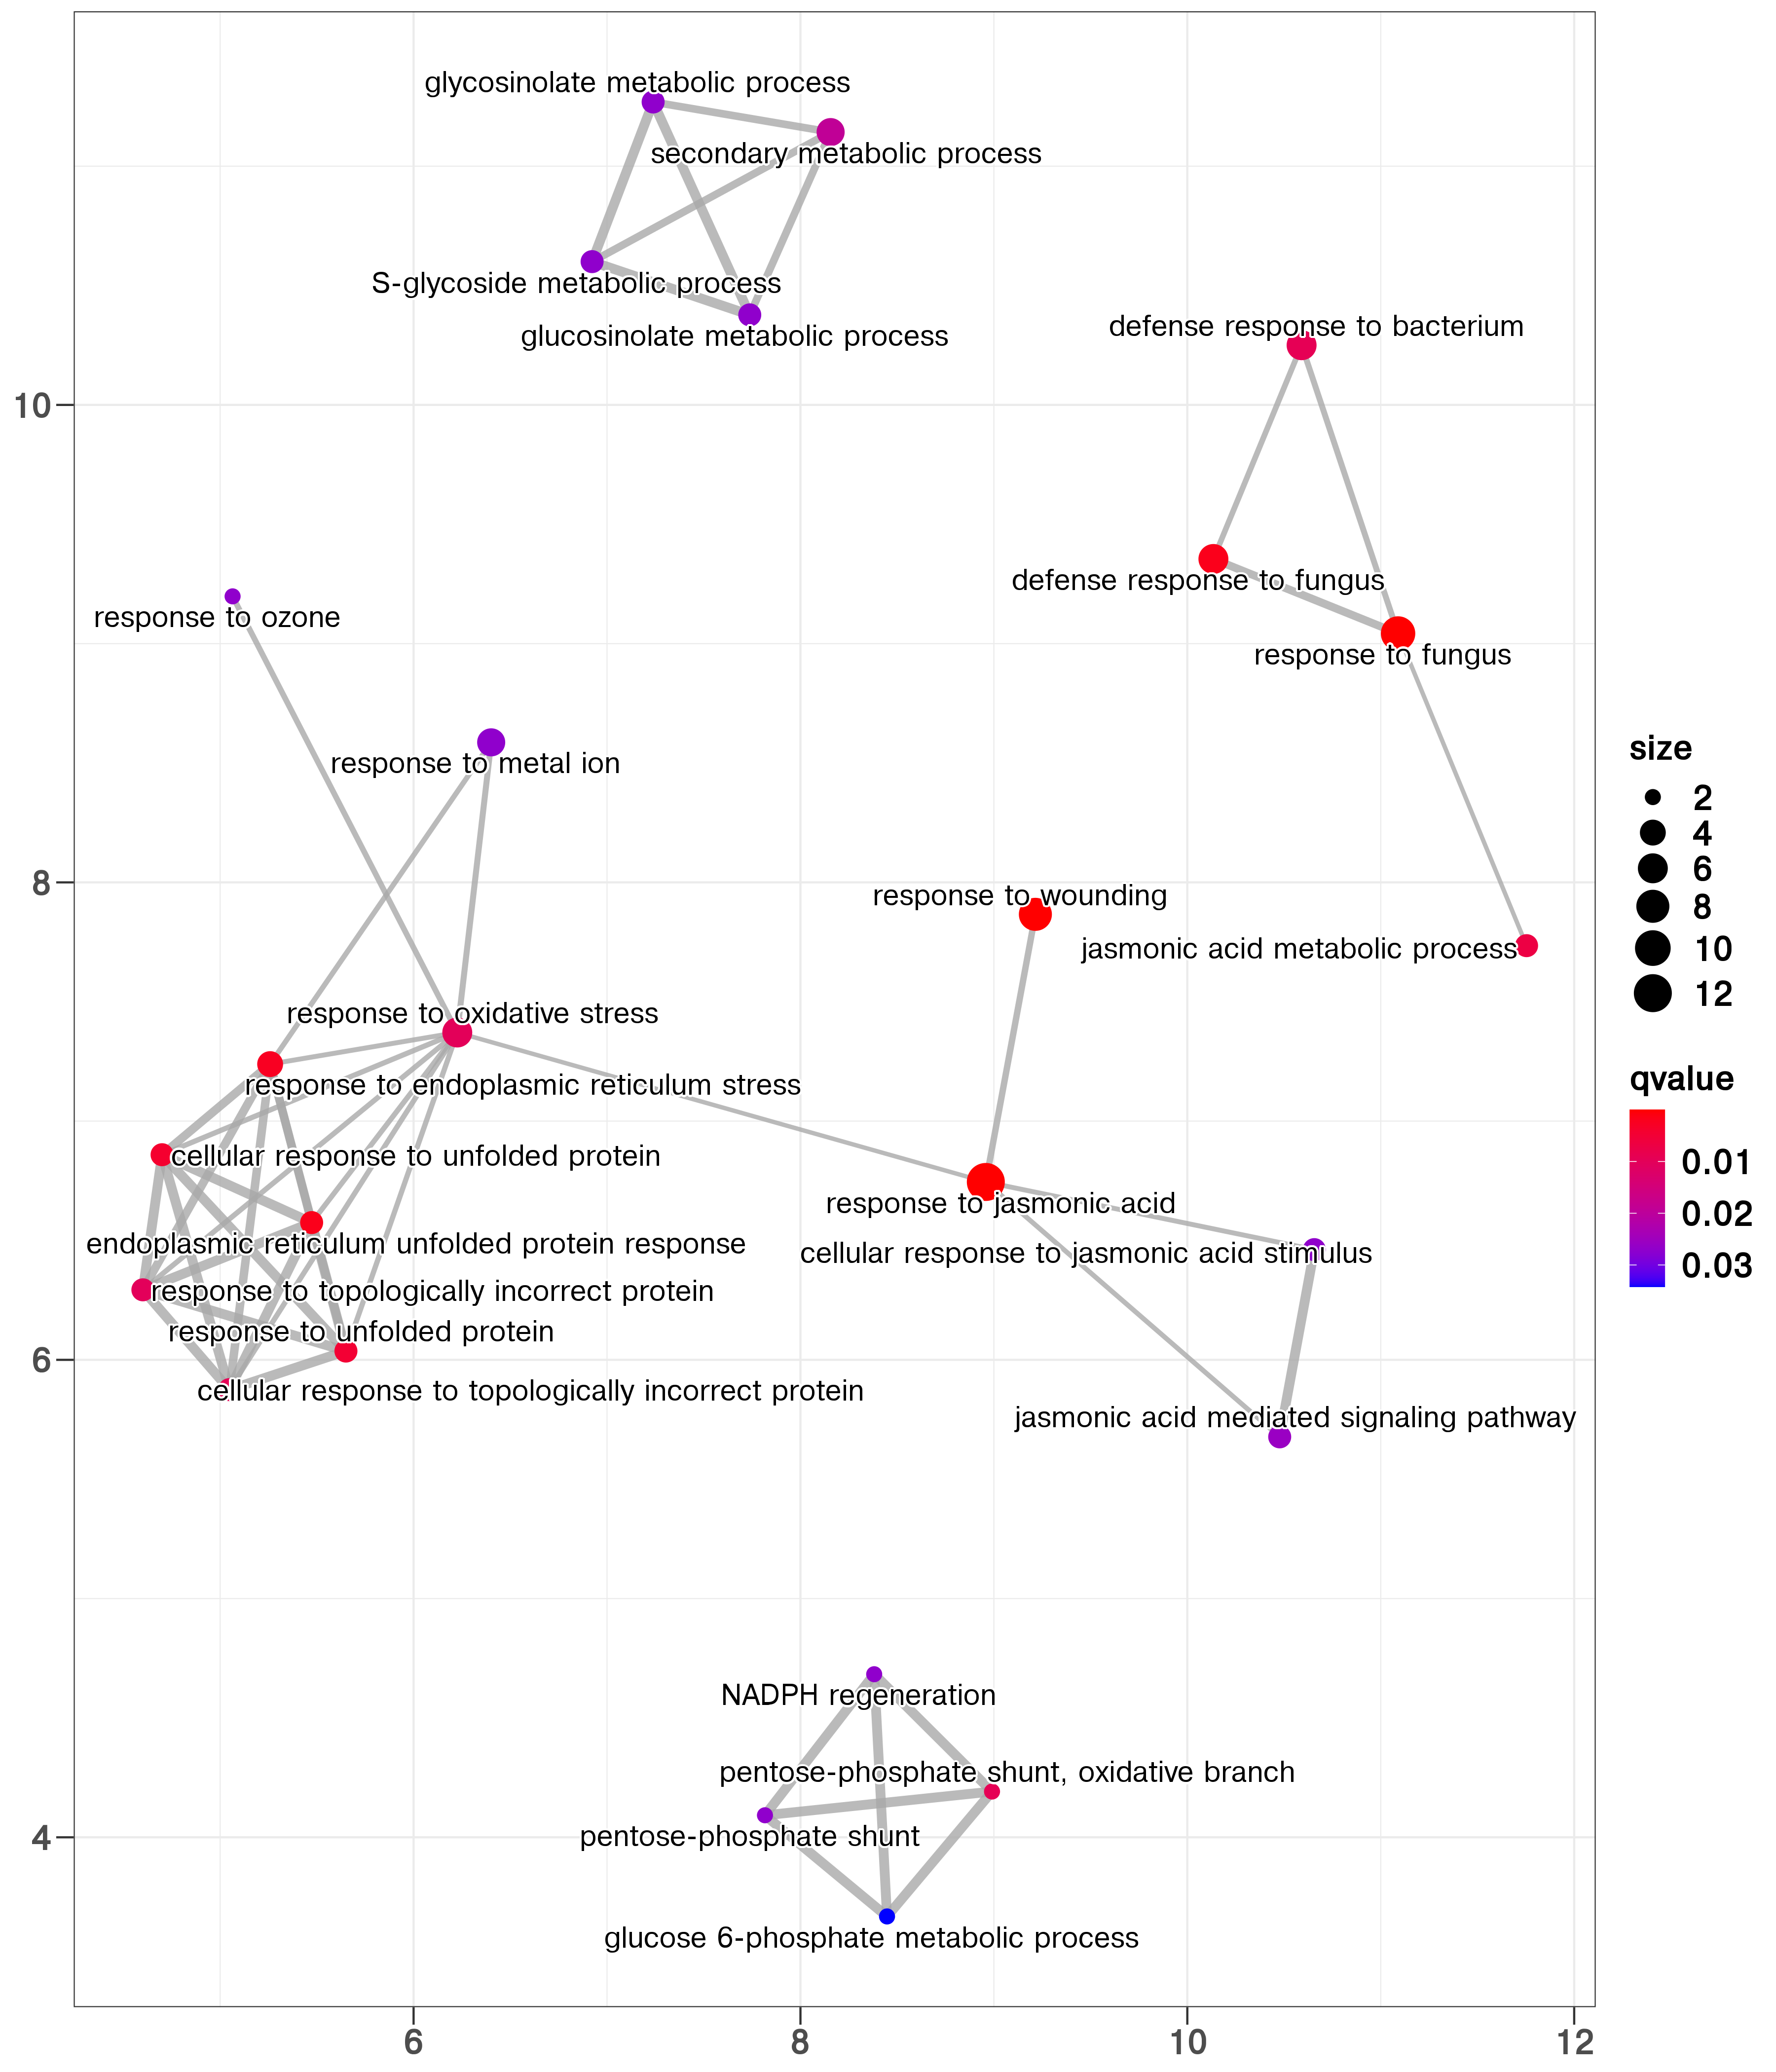 glycosinolate metabolic process
secondary metabolic process
S-glycoside metabolic process
glucosinolate metabolic process
defense response to bacterium
defense response to fungus
response to fungus
response to ozone
response to metal ion
response to wounding
jasmonic acid metabolic process
response to oxidative stress
response to endoplasmic reticulum stress
cellular response to unfolded protein
response to jasmonic acid
endoplasmic reticulum unfolded protein response
cellular response to jasmonic acid stimulus
response to topologically incorrect protein
response to unfolded protein
cellular response to topologically incorrect protein
jasmonic acid mediated signaling pathway
NADPH regeneration
pentose-phosphate shunt, oxidative branch
pentose-phosphate shunt
glucose 6-phosphate metabolic process
10
8
6
4
6
8
10
12
size
2
4
6
8
10
12
qvalue
0.01
0.02
0.03